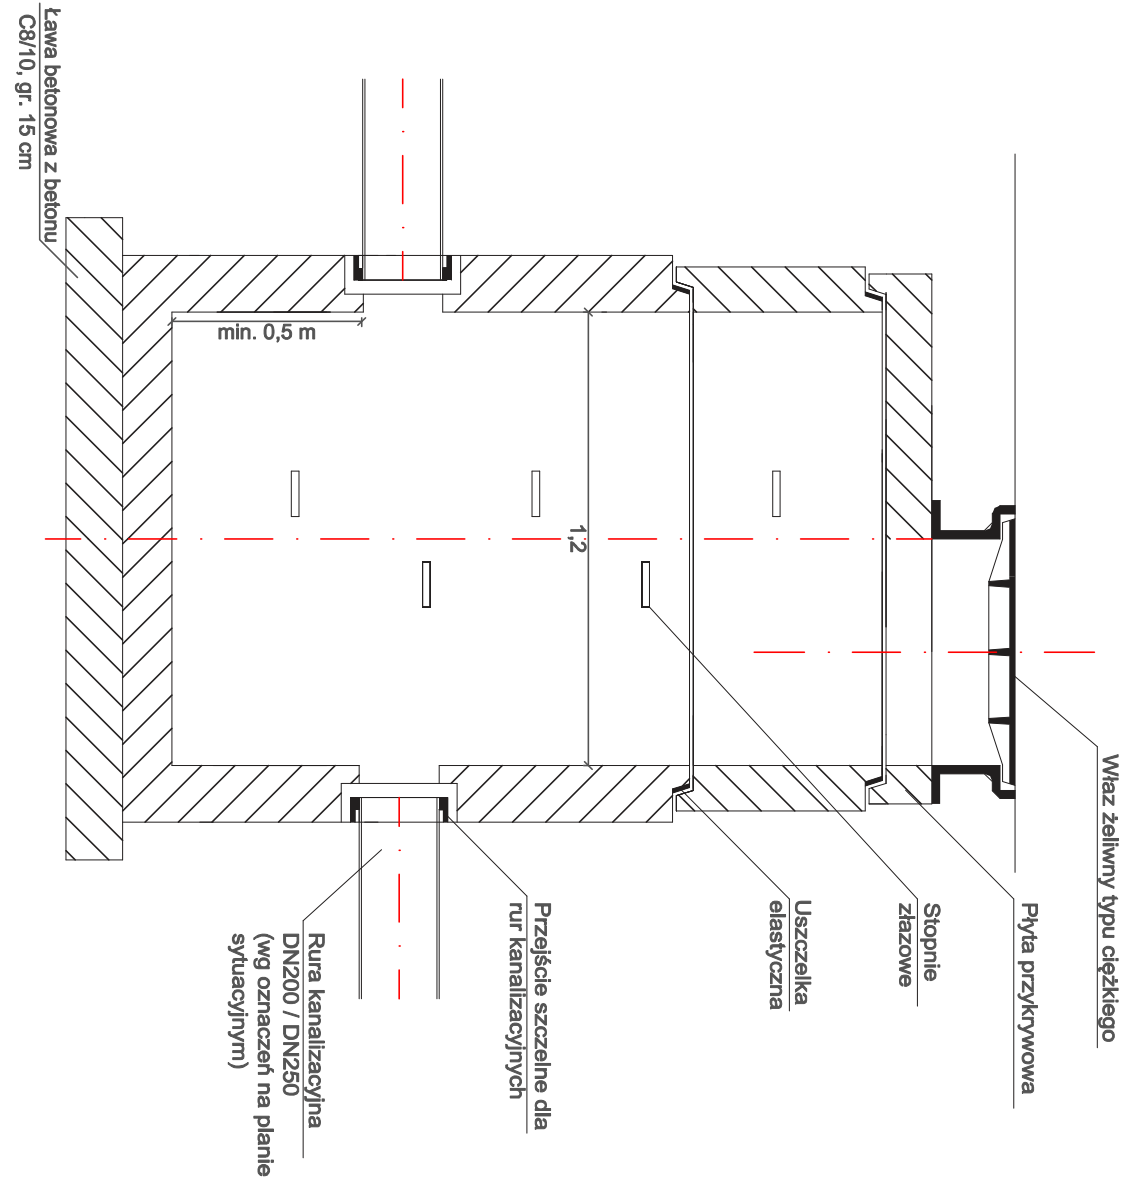 Właz żeliwny typu ciężkiego
Płyta przykrywowa
Stopnie
złazowe
Uszczelka
elastyczna
Przejście szczelne dla
rur kanalizacyjnych
Rura kanalizacyjna
DN200 / DN250
(wg oznaczeń na planie
sytuacyjnym)
1,2
min. 0,5 m
Ława betonowa z betonu
C8/10, gr. 15 cm